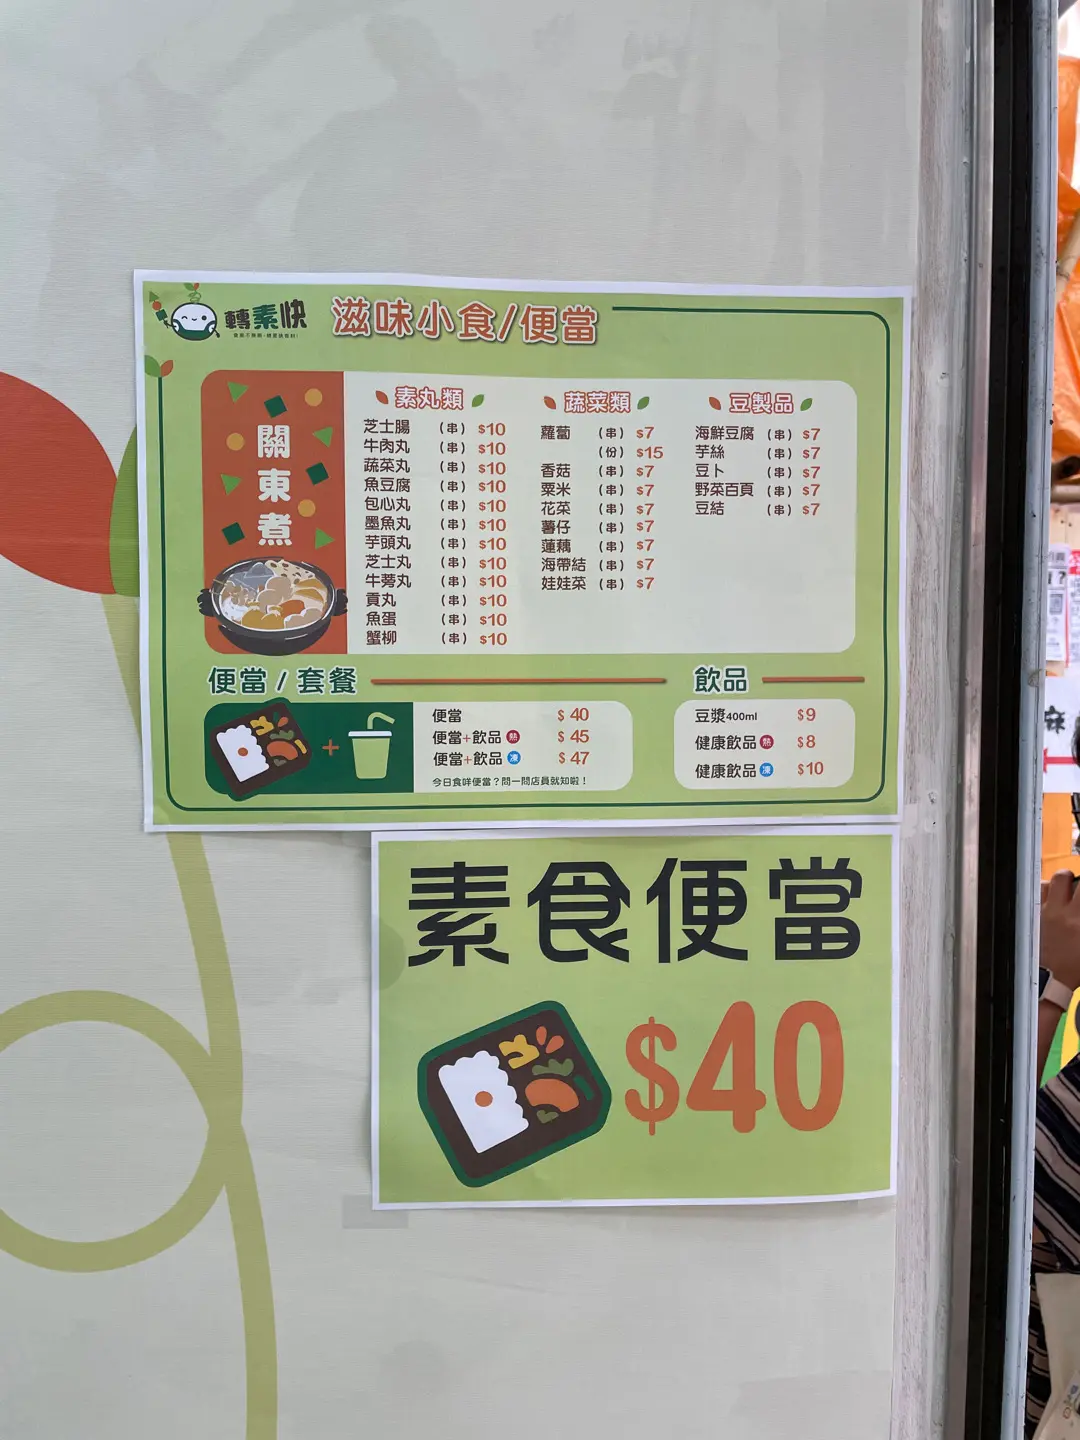 轉素快
滋味小食/便當
關東煮
素丸類
芝士腸 (串) $10
牛肉丸 (串) $10
蔬菜丸 (串) $10
魚豆腐 (串) $10
包心丸 (串) $10
墨魚丸 (串) $10
芋頭丸 (串) $10
芝士丸 (串) $10
牛蒡丸 (串) $10
貢丸 (串) $10
魚蛋 (串) $10
蟹柳 (串) $10
蔬菜類
蘿蔔 (串) $7
(份) $15
香菇 (串) $7
粟米 (串) $7
花菜 (串) $7
薯仔 (串) $7
蓮藕 (串) $7
海帶結 (串) $7
娃娃菜 (串) $7
豆製品
海鮮豆腐 (串) $7
芋絲 (串) $7
豆卜 (串) $7
野菜百頁 (串) $7
豆結 (串) $7
便當 / 套餐
便當 $ 40
便當+飲品 熱 $ 45
便當+飲品 凍 $ 47
今日食咩便當？問一問店員就知啦！
飲品
豆漿400ml $9
健康飲品 熱 $8
健康飲品 凍 $10
素食便當
$40